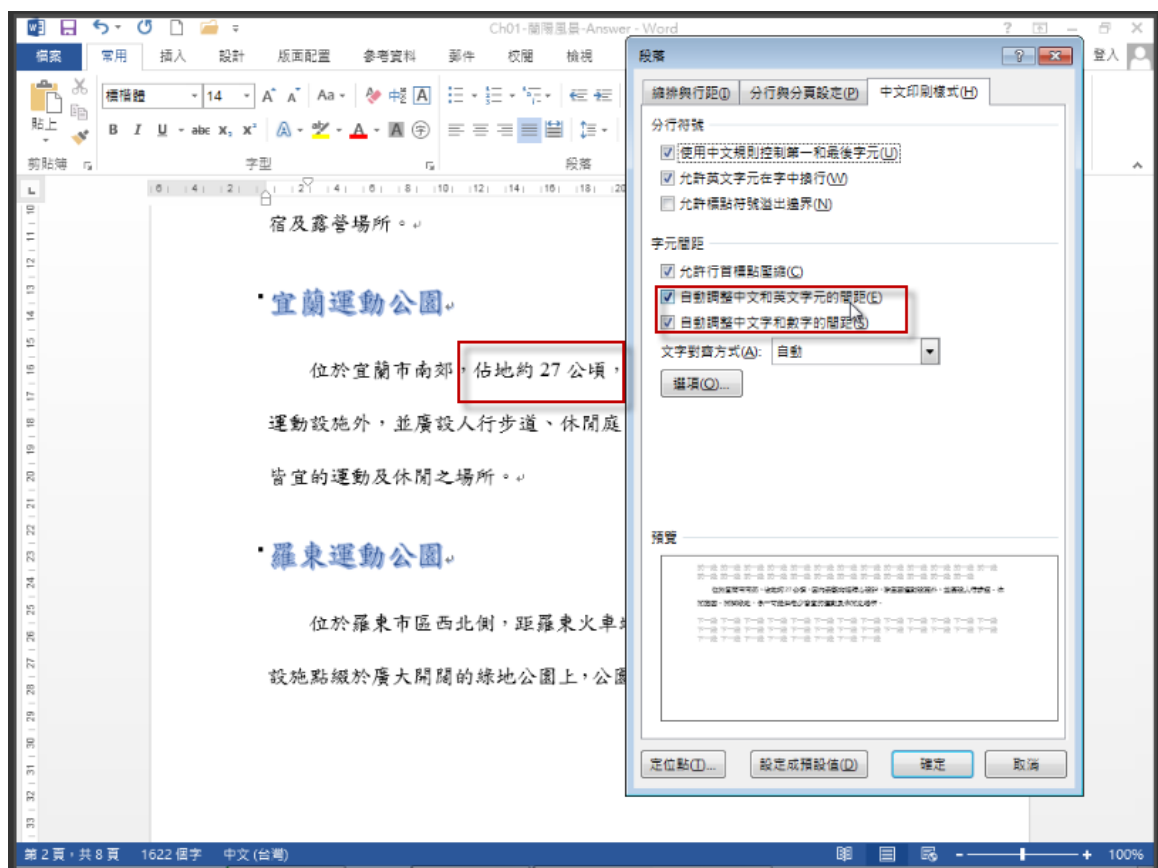 Ch01-蘭陽風景-Answer - Word
檔案 常用 插入 設計 版面配置 參考資料 郵件 校閱 檢視 登入
標楷體 14
貼上
剪貼簿 字型 段落
宿及露營場所。
宜蘭運動公園
位於宜蘭市南郊，佔地約 27 公頃，
運動設施外，並廣設人行步道、休閒庭
皆宜的運動及休閒之場所。
羅東運動公園
位於羅東市區西北側，距羅東火車
設施點綴於廣大開闊的綠地公園上，公園
第 2 頁，共 8 頁 1622 個字 中文 (台灣) 100%
段落
縮排與行距(I) 分行與分頁設定(P) 中文印刷樣式(H)
分行符號
使用中文規則控制第一和最後字元(U)
允許英文字元在字中換行(W)
允許標點符號溢出邊界(N)
字元間距
允許行首標點壓縮(C)
自動調整中文和英文字元的間距(E)
自動調整中文字和數字的間距(S)
文字對齊方式(A): 自動
選項(O)...
預覽
定位點(T)... 設定成預設值(D) 確定 取消